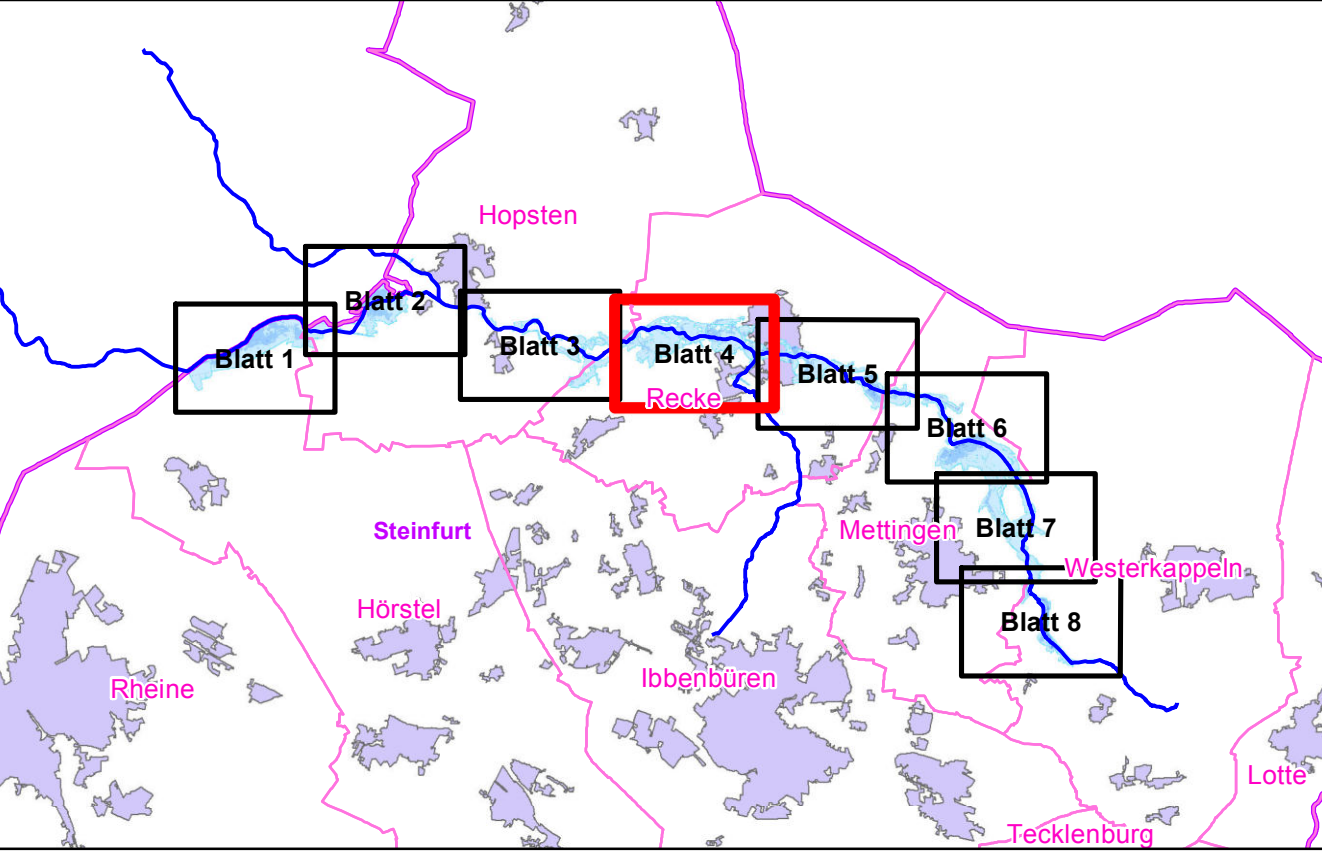 Hopsten
Blatt 2
Blatt 1
Blatt 3
Blatt 4
Blatt 5
Recke
Blatt 6
Steinfurt
Mettingen
Blatt 7
Westerkappeln
Hörstel
Blatt 8
Ibbenbüren
Rheine
Lotte
Tecklenburg